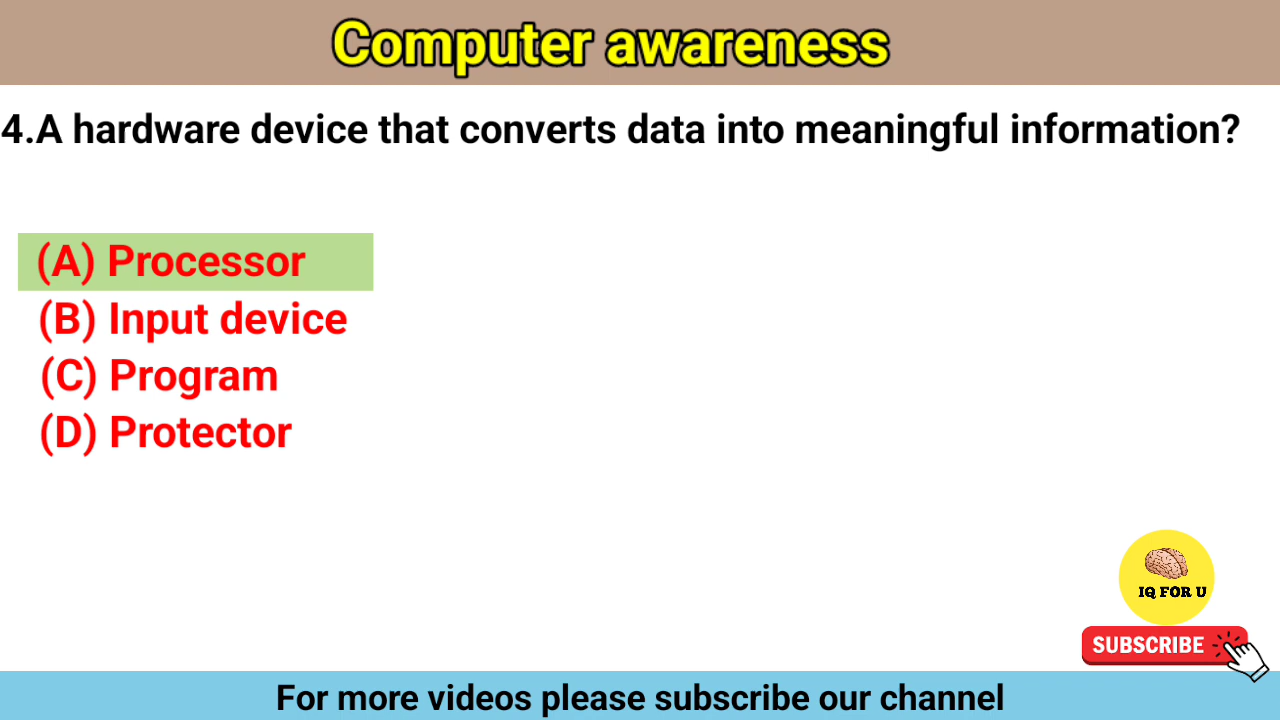 Computer awareness
4.A hardware device that converts data into meaningful information?
(A) Processor
(B) Input device
(C) Program
(D) Protector
IQ FOR U
SUBSCRIBE
For more videos please subscribe our channel